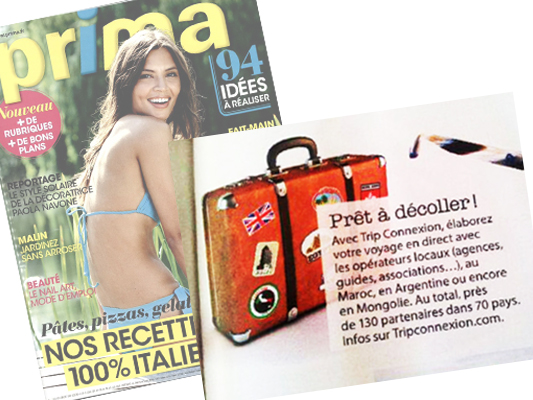 prima
94
IDÉES
À RÉALISER
Nouveau
+ DE
RUBRIQUES
+ DE BONS
PLANS
FAIT-MAIN
REPORTAGE
LE STYLE SOLAIRE
DE LA DÉCORATRICE
PAOLA NAVONE
MALIN
JARDINEZ
SANS ARROSER
BEAUTÉ
LE NAIL ART,
MODE D'EMPLOI
Pâtes, pizzas, gelat
NOS RECETTE
100% ITALIE
Prêt à décoller !
Avec Trip Connexion, élaborez
votre voyage en direct avec
les opérateurs locaux (agences,
guides, associations...), au
Maroc, en Argentine ou encore
en Mongolie. Au total, près
de 130 partenaires dans 70 pays.
Infos sur Tripconnexion.com.